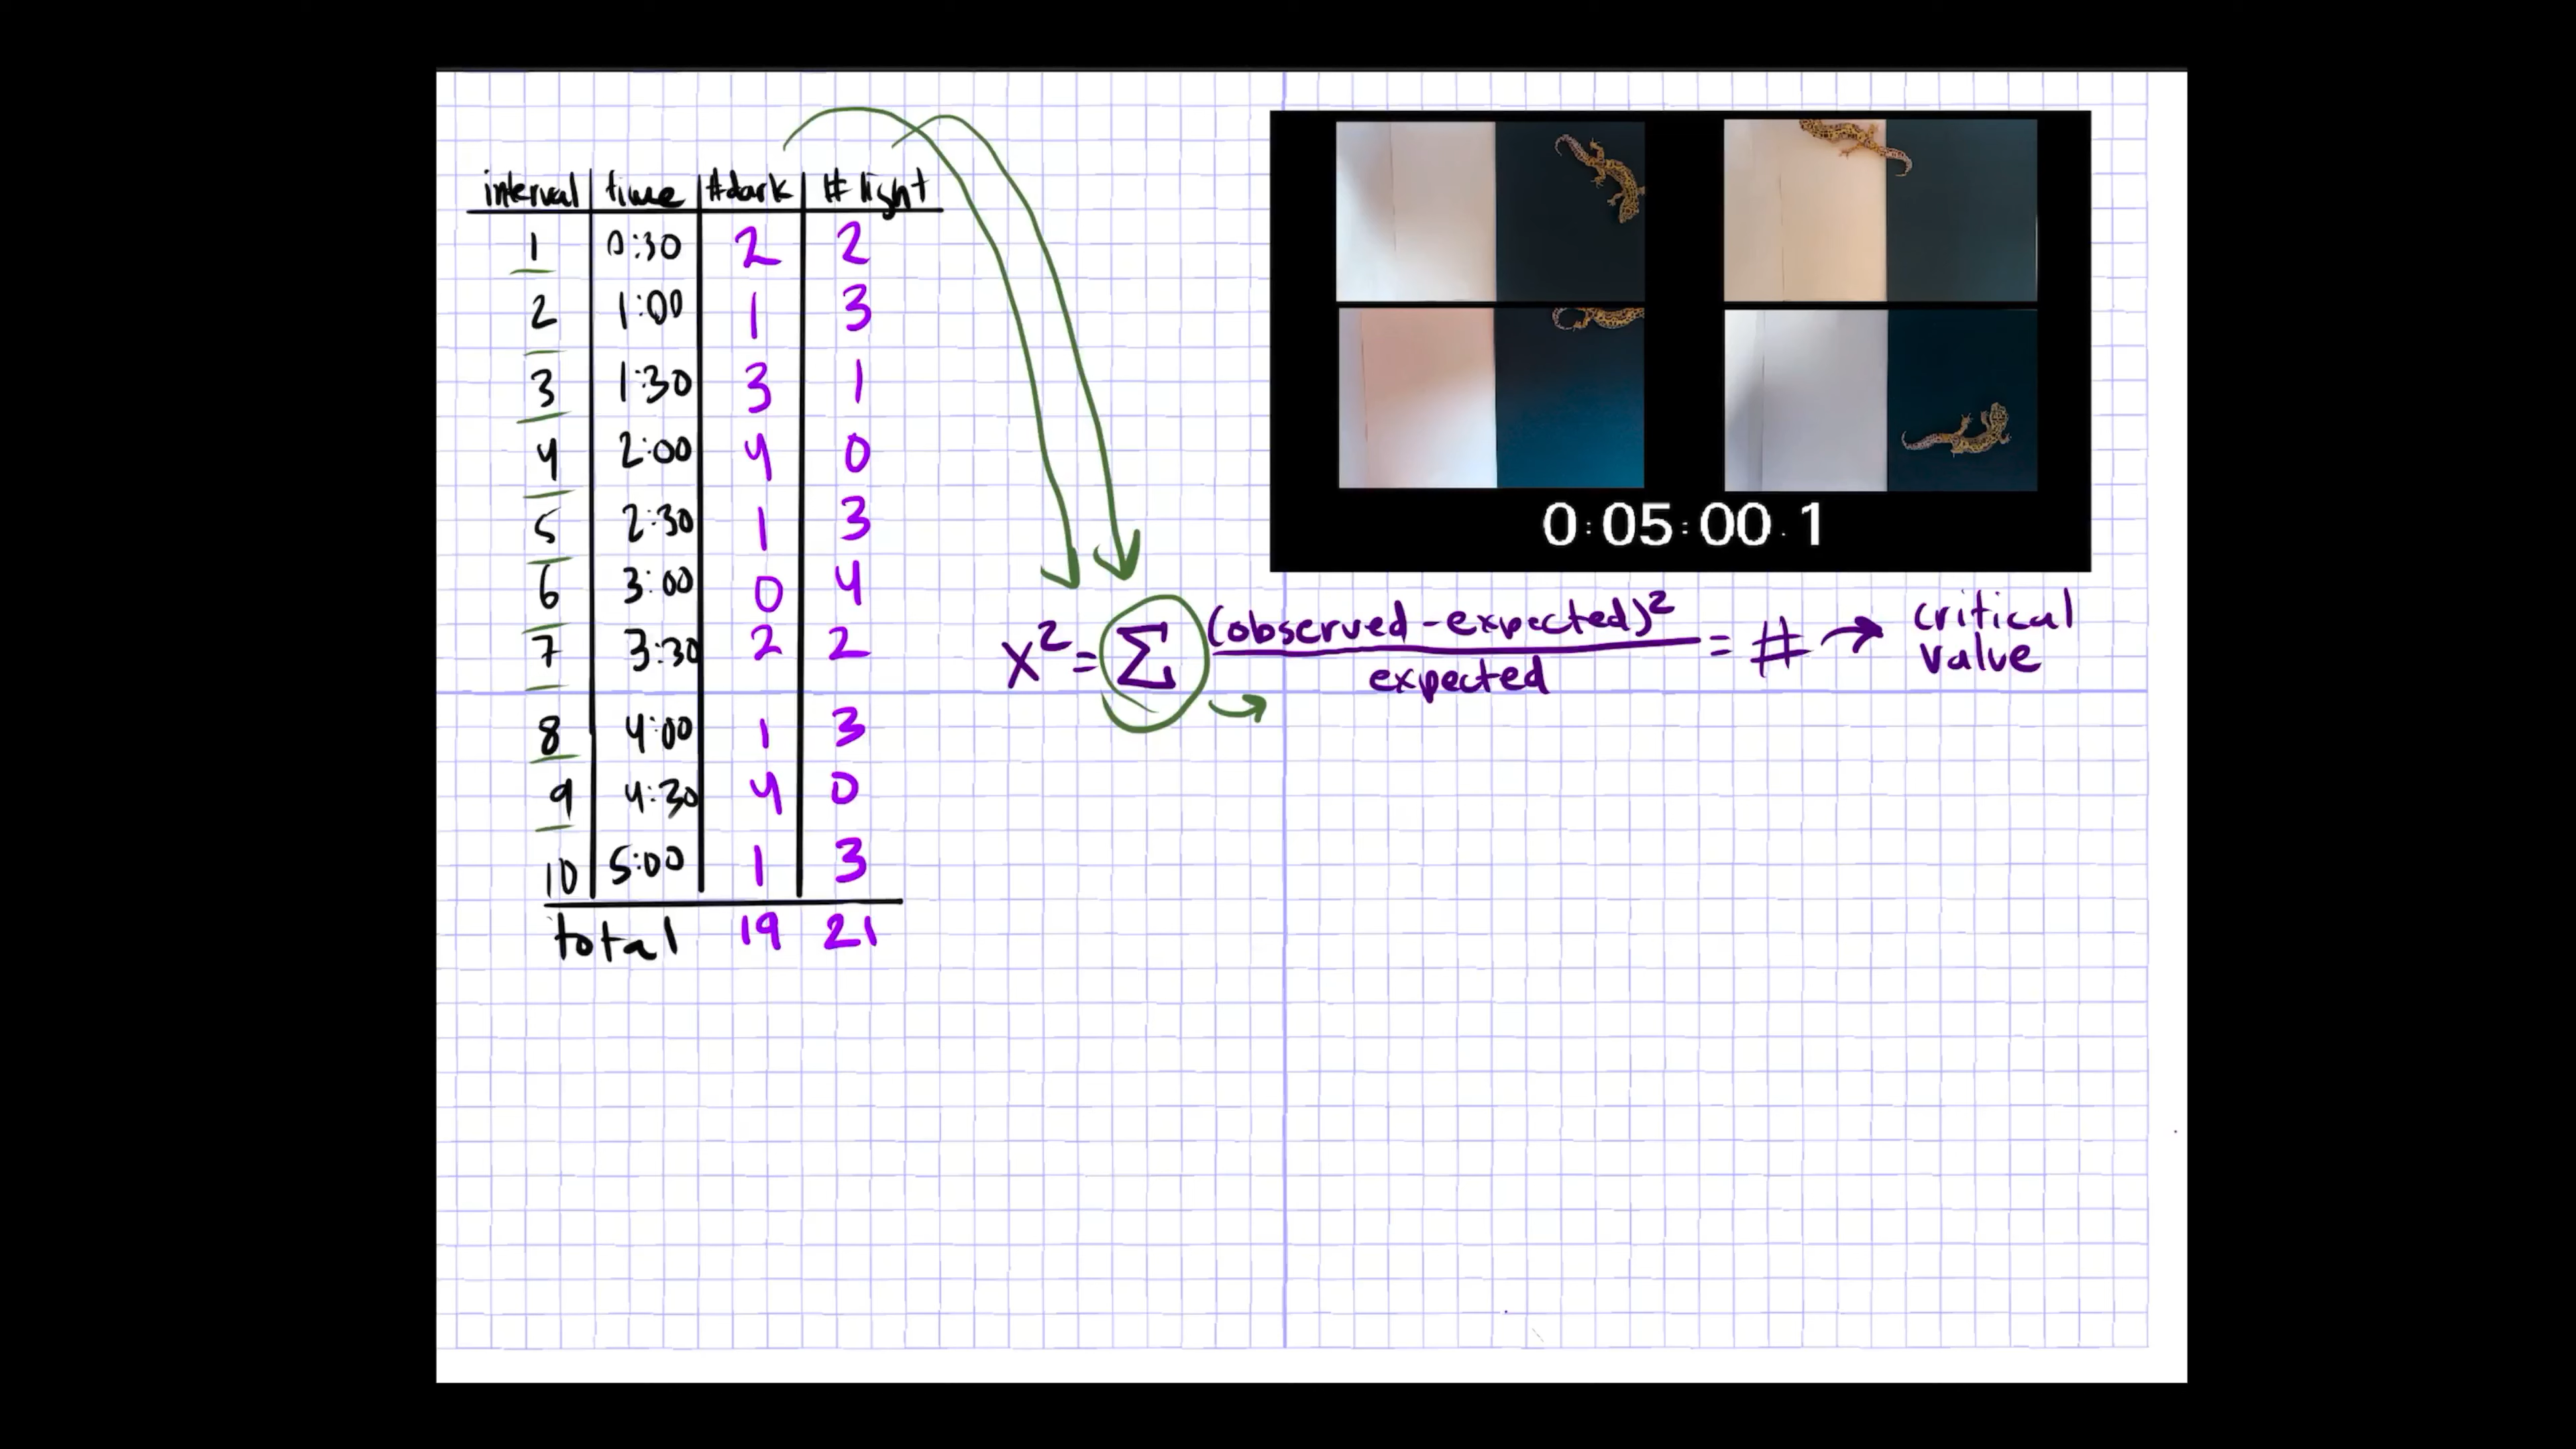 interval time #dark # light
1 0:30 2 2
2 1:00 1 3
3 1:30 3 1
4 2:00 4 0
5 2:30 1 3
6 3:00 0 4
7 3:30 2 2
8 4:00 1 3
9 4:30 4 0
10 5:00 1 3
total 19 21
0:05:00.1
x² = Σ (observed - expected)² / expected = # → critical value